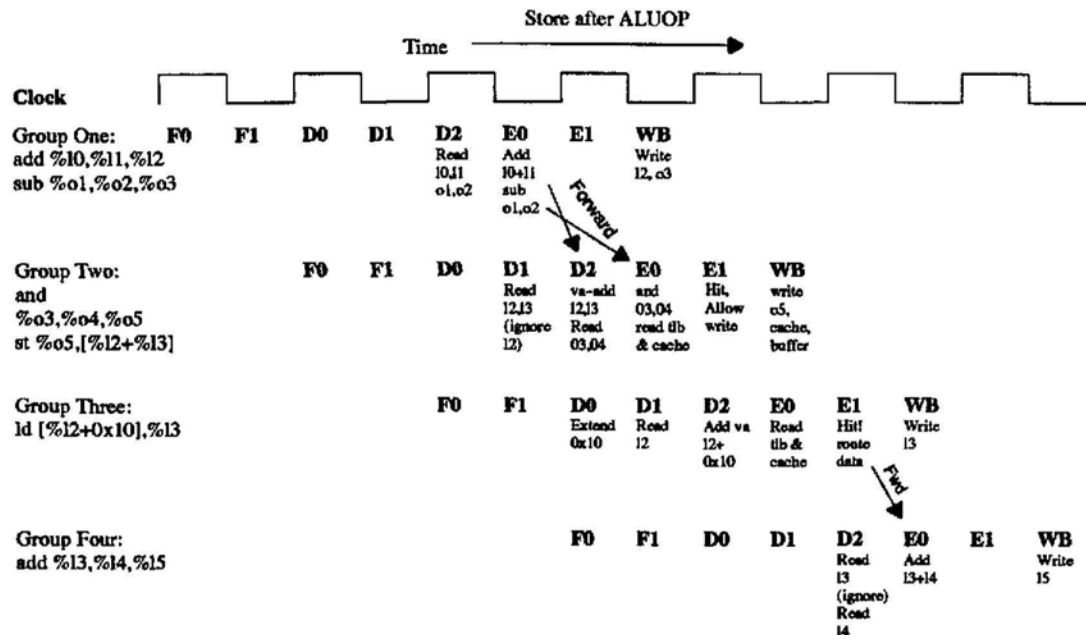 Store after ALUOP
Time
Clock
Group One: F0 F1 D0 D1 D2 E0 E1 WB
add %l0,%l1,%l2 Read Add Write
sub %o1,%o2,%o3 l0,l1 l0+l1 l2, o3
o1,o2 sub
o1,o2
Forward
Group Two: F0 F1 D0 D1 D2 E0 E1 WB
and Read va-add and Hit, write
%o3,%o4,%o5 l2,l3 l2,l3 03,04 Allow o5,
st %o5,[%l2+%l3] (ignore Read read tlb write cache,
l2) 03,04 & cache buffer
Group Three: F0 F1 D0 D1 D2 E0 E1 WB
ld [%l2+0x10],%l3 Extend Read Add va Read Hit! Write
0x10 l2 l2+ tlb & route l3
0x10 cache data
Fwd
Group Four: F0 F1 D0 D1 D2 E0 E1 WB
add %l3,%l4,%l5 Read Add Write
l3 l3+l4 l5
(ignore)
Read
l4